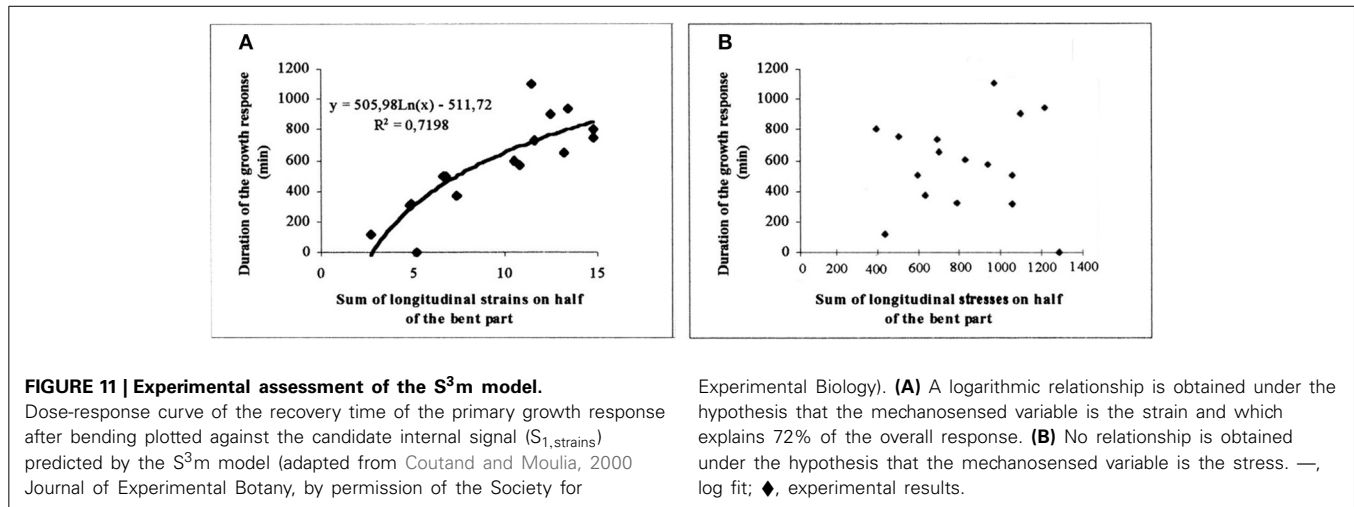 A
Duration of the growth response
(min)
1200
1000
800
600
400
200
0
y = 505,98Ln(x) - 511,72
R² = 0,7198
0 5 10 15
Sum of longitudinal strains on half
of the bent part
B
Duration of the growth response
(min)
1200
1000
800
600
400
200
0
0 200 400 600 800 1000 1200 1400
Sum of longitudinal stresses on half
of the bent part
FIGURE 11 | Experimental assessment of the S³m model.
Dose-response curve of the recovery time of the primary growth response
after bending plotted against the candidate internal signal (S₁,strains)
predicted by the S³m model (adapted from Coutand and Moulia, 2000
Journal of Experimental Botany, by permission of the Society for
Experimental Biology). (A) A logarithmic relationship is obtained under the
hypothesis that the mechanosensed variable is the strain and which
explains 72% of the overall response. (B) No relationship is obtained
under the hypothesis that the mechanosensed variable is the stress. —,
log fit; ◆, experimental results.